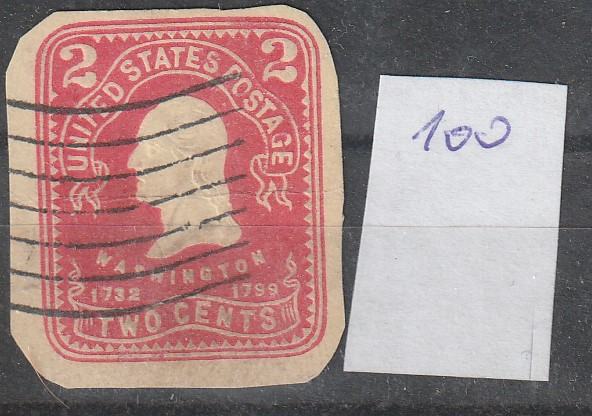 2 2
UNITED STATES POSTAGE
WASHINGTON
1732 1799
TWO CENTS
100